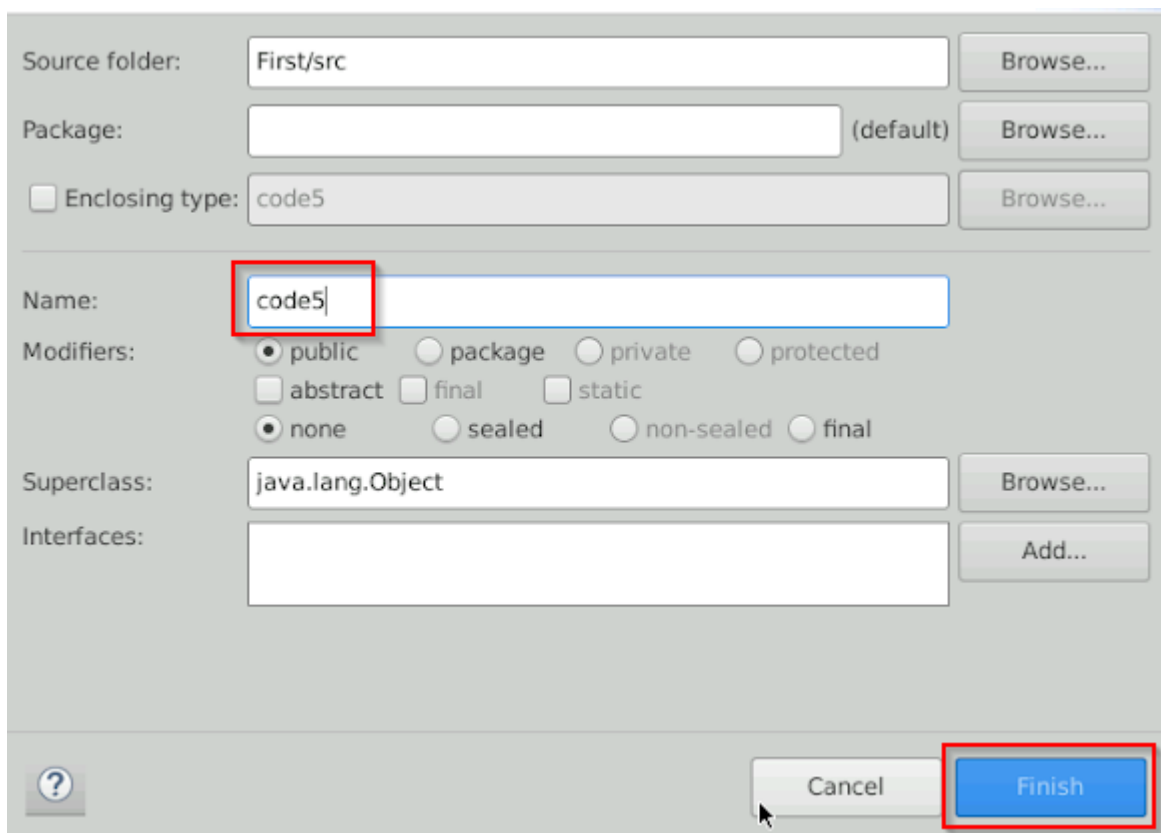 Source folder: First/src Browse...
Package: (default) Browse...
Enclosing type: code5 Browse...
Name: code5
Modifiers: public package private protected
abstract final static
none sealed non-sealed final
Superclass: java.lang.Object Browse...
Interfaces: Add...
? Cancel Finish